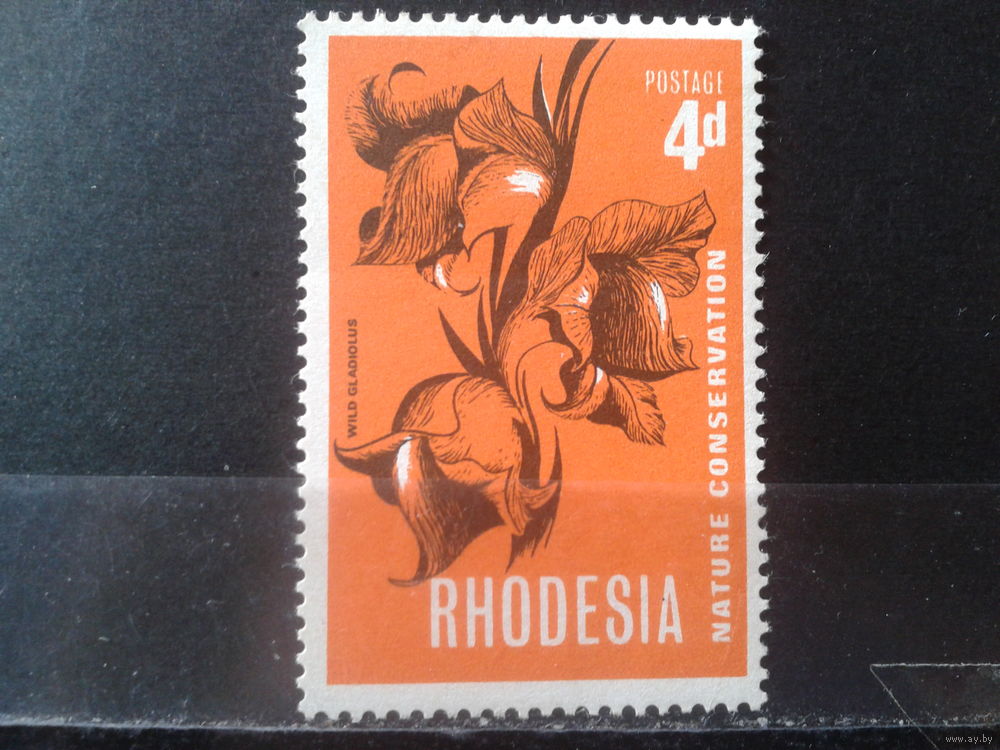 POSTAGE
4d
WILD GLADIOLUS
NATURE CONSERVATION
RHODESIA
www.ay.by